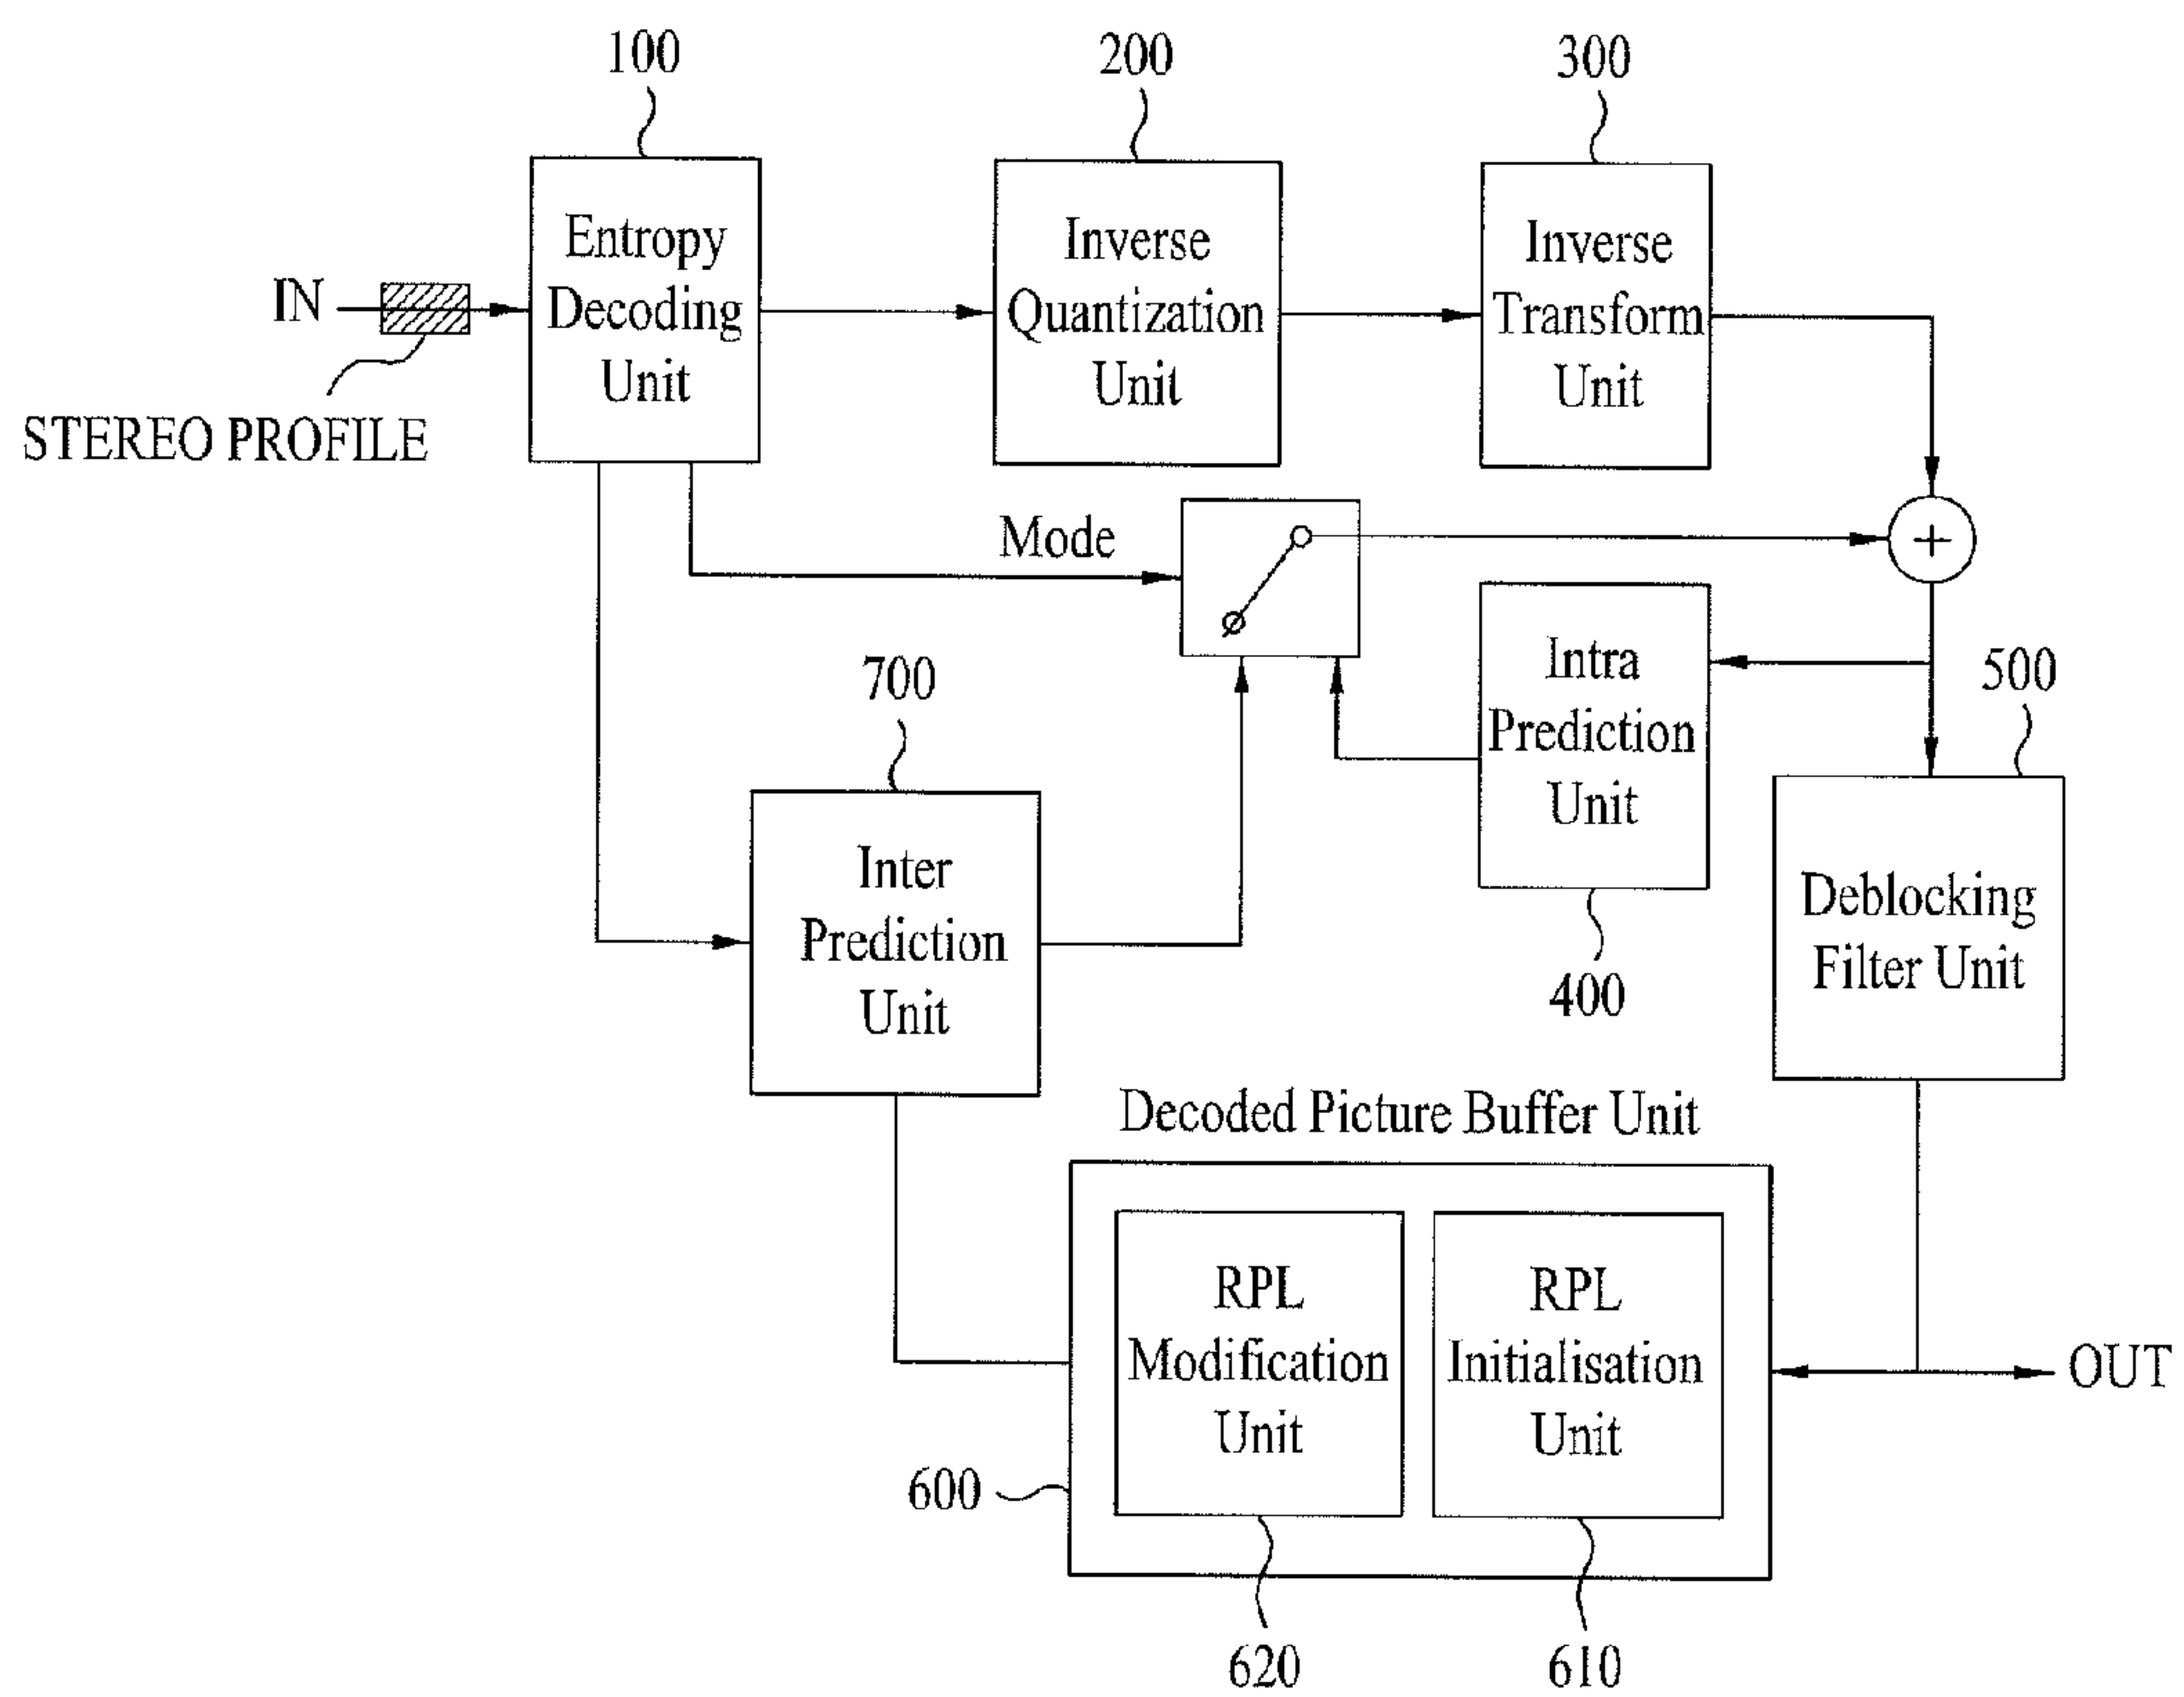 100
200
300
Entropy
Decoding
Unit
Inverse
Quantization
Unit
Inverse
Transform
Unit
IN
STEREO PROFILE
Mode
+
700
Intra
Prediction
Unit
500
Inter
Prediction
Unit
400
Deblocking
Filter Unit
Decoded Picture Buffer Unit
RPL
Modification
Unit
RPL
Initialisation
Unit
OUT
600
620
610